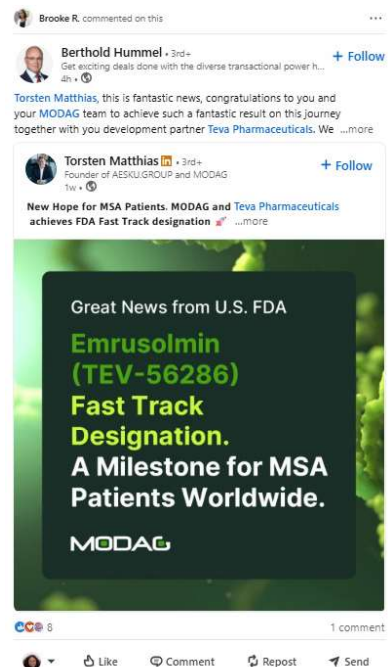 Brooke R. commented on this
Berthold Hummel • 3rd+
Get exciting deals done with the diverse transactional power h...
4h •
+ Follow
Torsten Matthias, this is fantastic news, congratulations to you and
your MODAG team to achieve such a fantastic result on this journey
together with you development partner Teva Pharmaceuticals. We ...more
Torsten Matthias in • 3rd+
Founder of AESKU.GROUP and MODAG
1w •
+ Follow
New Hope for MSA Patients. MODAG and Teva Pharmaceuticals
achieves FDA Fast Track designation 🚀 ...more
Great News from U.S. FDA
Emrusolmin
(TEV-56286)
Fast Track
Designation.
A Milestone for MSA
Patients Worldwide.
MODAG
8
1 comment
Like
Comment
Repost
Send